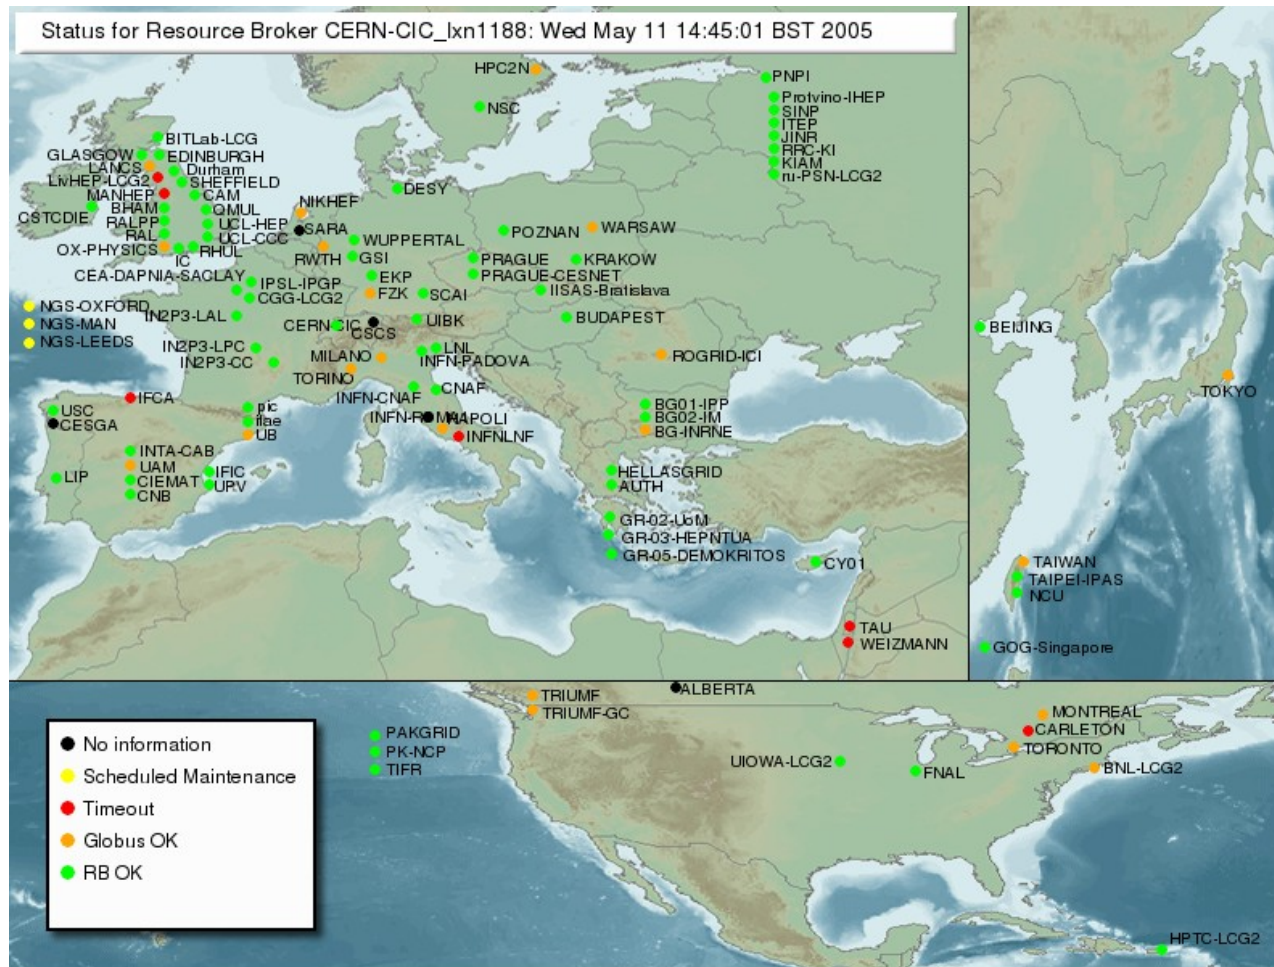 Status for Resource Broker CERN-CIC_lxn1188: Wed May 11 14:45:01 BST 2005
HPC2N
NSC
PNPI
Protvino-IHEP
SINP
ITEP
JINR
RRC-KI
KIAM
ru-PSN-LCG2
BITLab-LCG
GLASGOW
EDINBURGH
LANCS
Durham
LivHEP-LCG2
SHEFFIELD
MANHEP
CAM
CSTCDIE
BHAM
QMUL
RALPP
UCL-HEP
RAL
UCL-CCC
OX-PHYSICS
IC
RHUL
DESY
NIKHEF
SARA
RWTH
WUPPERTAL
GSI
POZNAN
WARSAW
PRAGUE
KRAKOW
PRAGUE-CESNET
CEA-DAPNIA-SACLAY
IPSL-IPGP
CGG-LCG2
EKP
FZK
SCAI
IISAS-Bratislava
NGS-OXFORD
NGS-MAN
NGS-LEEDS
IN2P3-LAL
CERN-CIC
CSCS
UIBK
BUDAPEST
IN2P3-LPC
IN2P3-CC
MILANO
TORINO
LNL
INFN-PADOVA
ROGRID-ICI
INFN-CNAF
CNAF
IFCA
USC
CESGA
pic
ifae
UB
INFN-ROMA1
NAPOLI
INFNLNF
BG01-IPP
BG02-IM
BG-INRNE
INTA-CAB
UAM
LIP
CIEMAT
CNB
IFIC
UPV
HELLASGRID
AUTH
GR-02-UoM
GR-03-HEPNTUA
GR-05-DEMOKRITOS
CY01
TAU
WEIZMANN
BEIJING
TOKYO
TAIWAN
TAIPEI-IPAS
NCU
GOG-Singapore
TRIUMF
TRIUMF-GC
ALBERTA
MONTREAL
CARLETON
TORONTO
PAKGRID
PK-NCP
TIFR
UIOWA-LCG2
FNAL
BNL-LCG2
HPTC-LCG2
No information
Scheduled Maintenance
Timeout
Globus OK
RB OK